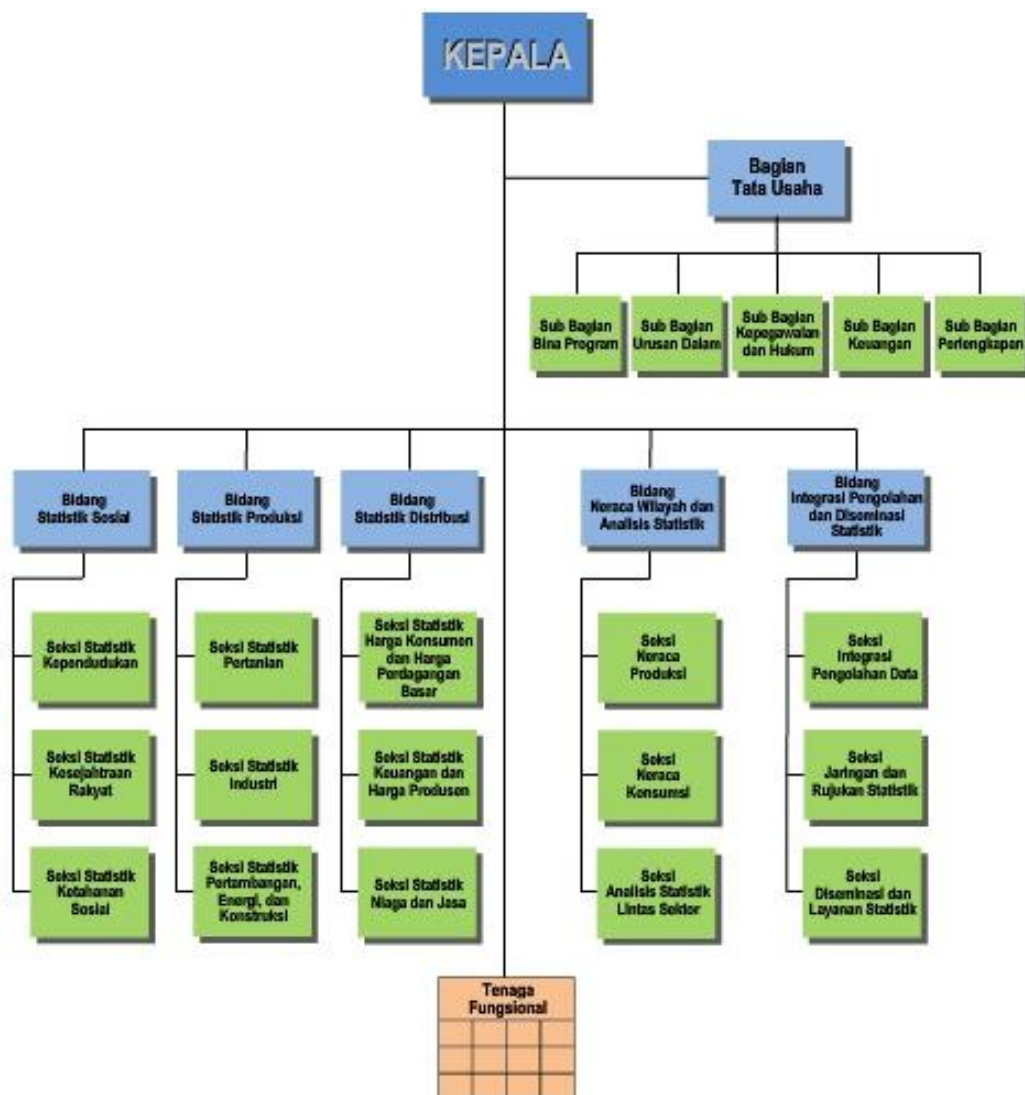 KEPALA
Bagian
Tata Usaha
Sub Bagian
Bina Program
Sub Bagian
Urusan Dalam
Sub Bagian
Kepegawaian
dan Hukum
Sub Bagian
Keuangan
Sub Bagian
Perlengkapan
Bidang
Statistik Sosial
Bidang
Statistik Produksi
Bidang
Statistik Distribusi
Bidang
Neraca Wilayah dan
Analisis Statistik
Bidang
Integrasi Pengolahan
dan Diseminasi
Statistik
Seksi Statistik
Kependudukan
Seksi Statistik
Pertanian
Seksi Statistik
Harga Konsumen
dan Harga
Perdagangan
Basar
Seksi
Neraca
Produksi
Seksi
Integrasi
Pengolahan Data
Seksi Statistik
Kesejahtraan
Rakyat
Seksi Statistik
Industri
Seksi Statistik
Keuangan dan
Harga Produsen
Seksi
Neraca
Konsumsi
Seksi
Jaringan dan
Rujukan Statistik
Seksi Statistik
Ketahanan
Sosial
Seksi Statistik
Pertambangan,
Energi, dan
Konstruksi
Seksi Statistik
Niaga dan Jasa
Seksi
Analisis Statistik
Lintas Sektor
Seksi
Diseminasi dan
Layanan Statistik
Tenaga
Fungsional